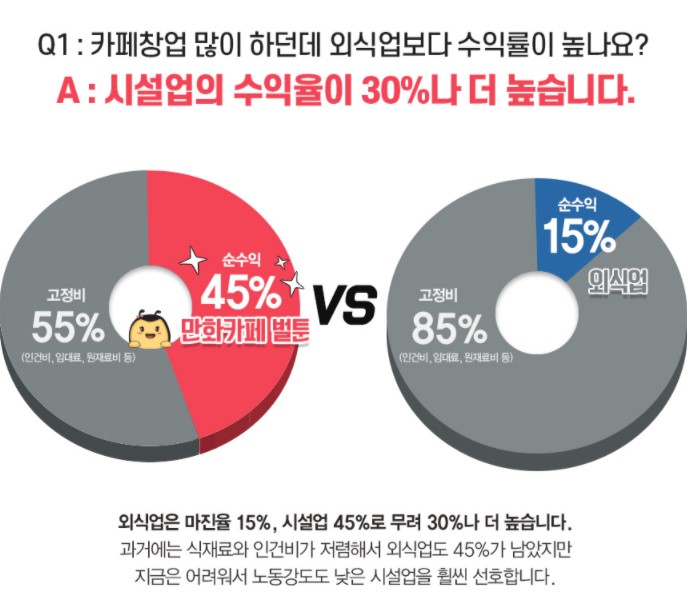 Q1 : 카페창업 많이 하던데 외식업보다 수익률이 높나요?
A : 시설업의 수익율이 30%나 더 높습니다.
순수익
45%
만화카페 벌툰
고정비
55%
(인건비, 임대료, 원재료비 등)
VS
순수익
15%
외식업
고정비
85%
(인건비, 임대료, 원재료비 등)
외식업은 마진율 15%, 시설업 45%로 무려 30%나 더 높습니다.
과거에는 식재료와 인건비가 저렴해서 외식업도 45%가 남았지만
지금은 어려워서 노동강도도 낮은 시설업을 훨씬 선호합니다.